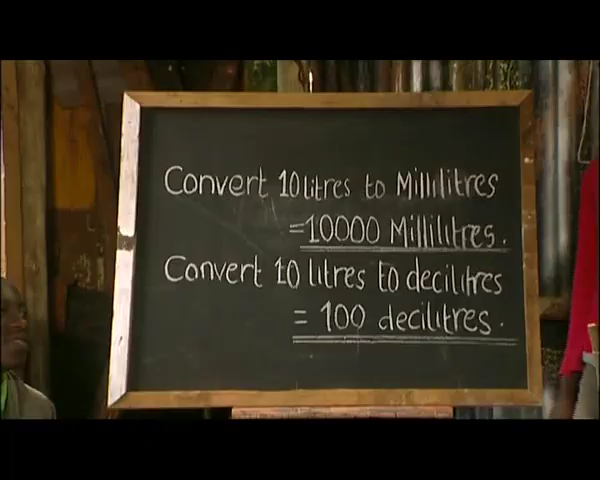 Convert 10 litres to Millilitres
=10000 Millilitres.
Convert 10 litres to decilitres
= 100 decilitres.